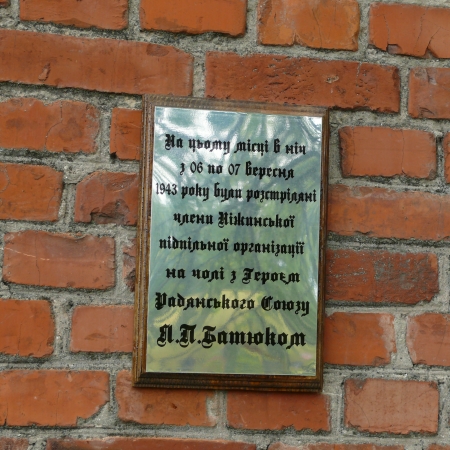 На цьому місці в ніч
з 06 по 07 вересня
1943 року були розстріляні
члени Ніжинської
підпільної організації
на чолі з Героєм
Радянського Союзу
Я.П.Батюком